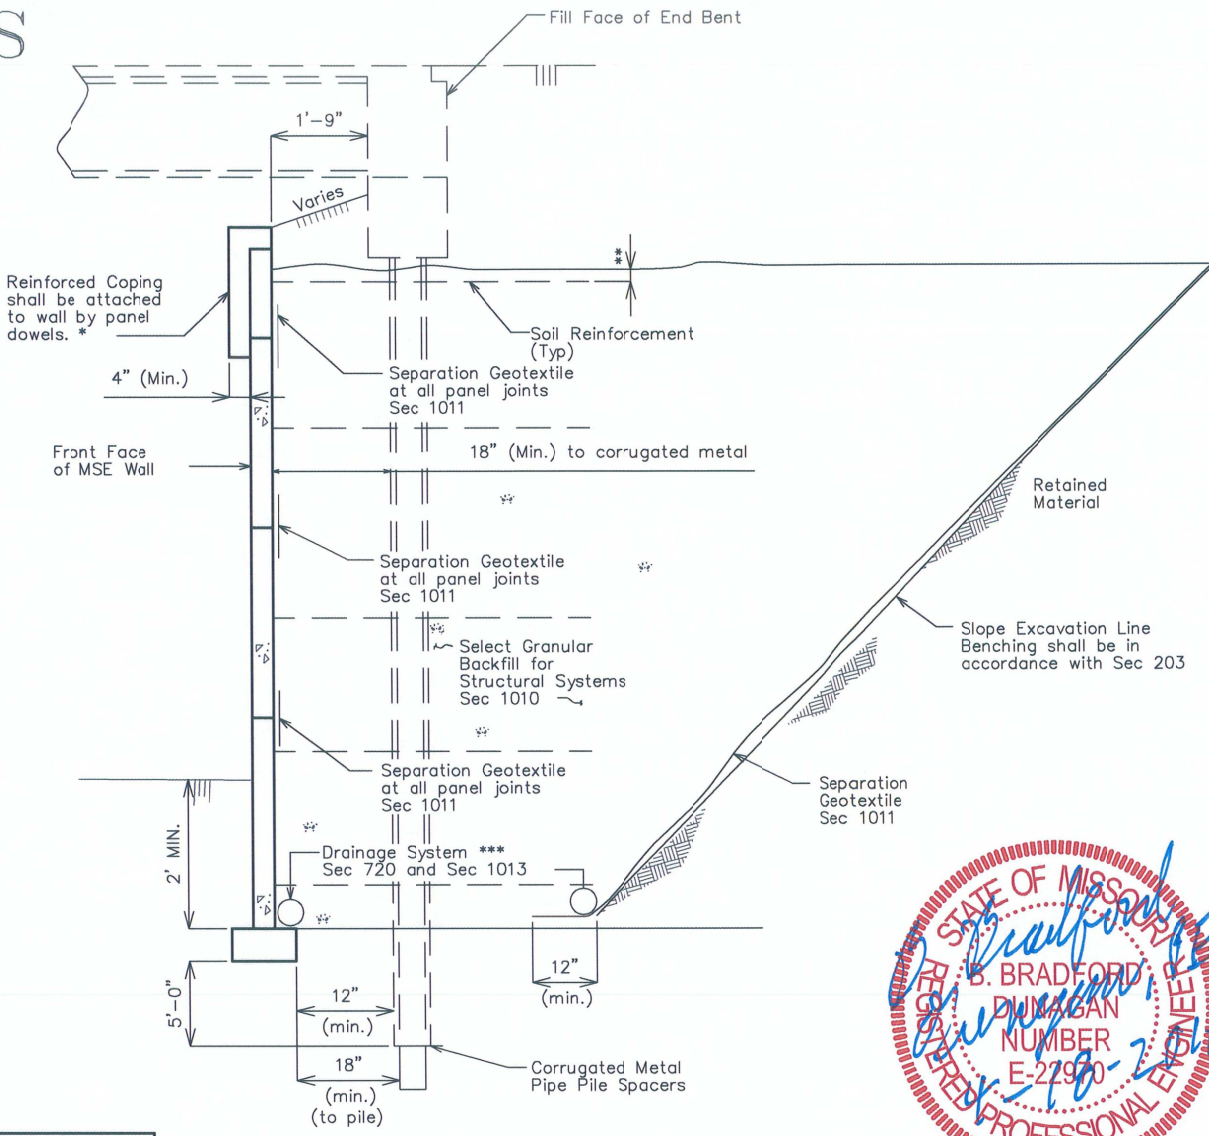 S
Fill Face of End Bent
1'-9"
Varies
**
Reinforced Coping
shall be attached
to wall by panel
dowels. *
Soil Reinforcement
(Typ)
4" (Min.)
Separation Geotextile
at all panel joints
Sec 1011
Front Face
of MSE Wall
18" (Min.) to corrugated metal
Retained
Material
Separation Geotextile
at all panel joints
Sec 1011
Slope Excavation Line
Benching shall be in
accordance with Sec 203
Select Granular
Backfill for
Structural Systems
Sec 1010
Separation Geotextile
at all panel joints
Sec 1011
Separation
Geotextile
Sec 1011
2' MIN.
Drainage System ***
Sec 720 and Sec 1013
12"
(min.)
5'-0"
12"
(min.)
18"
(min.)
(to pile)
Corrugated Metal
Pipe Pile Spacers
STATE OF MISSOURI
B. BRADFORD
DUNAGAN
NUMBER
E-22970
REGISTERED PROFESSIONAL ENGINEER